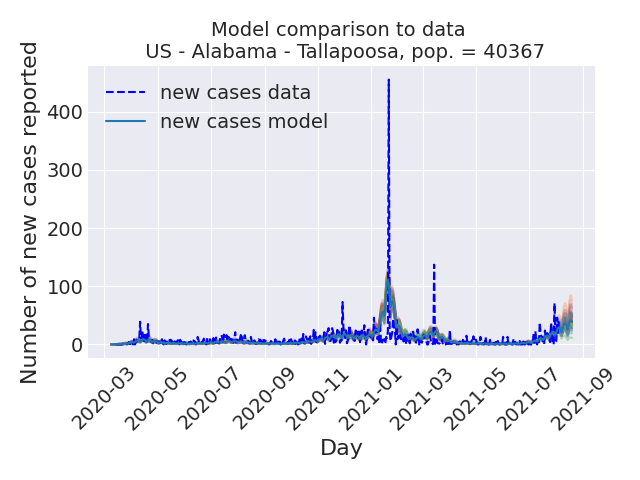 Model comparison to data
US - Alabama - Tallapoosa, pop. = 40367
Number of new cases reported
400
300
200
100
0
new cases data
new cases model
2020-03
2020-05
2020-07
2020-09
2020-11
2021-01
2021-03
2021-05
2021-07
2021-09
Day